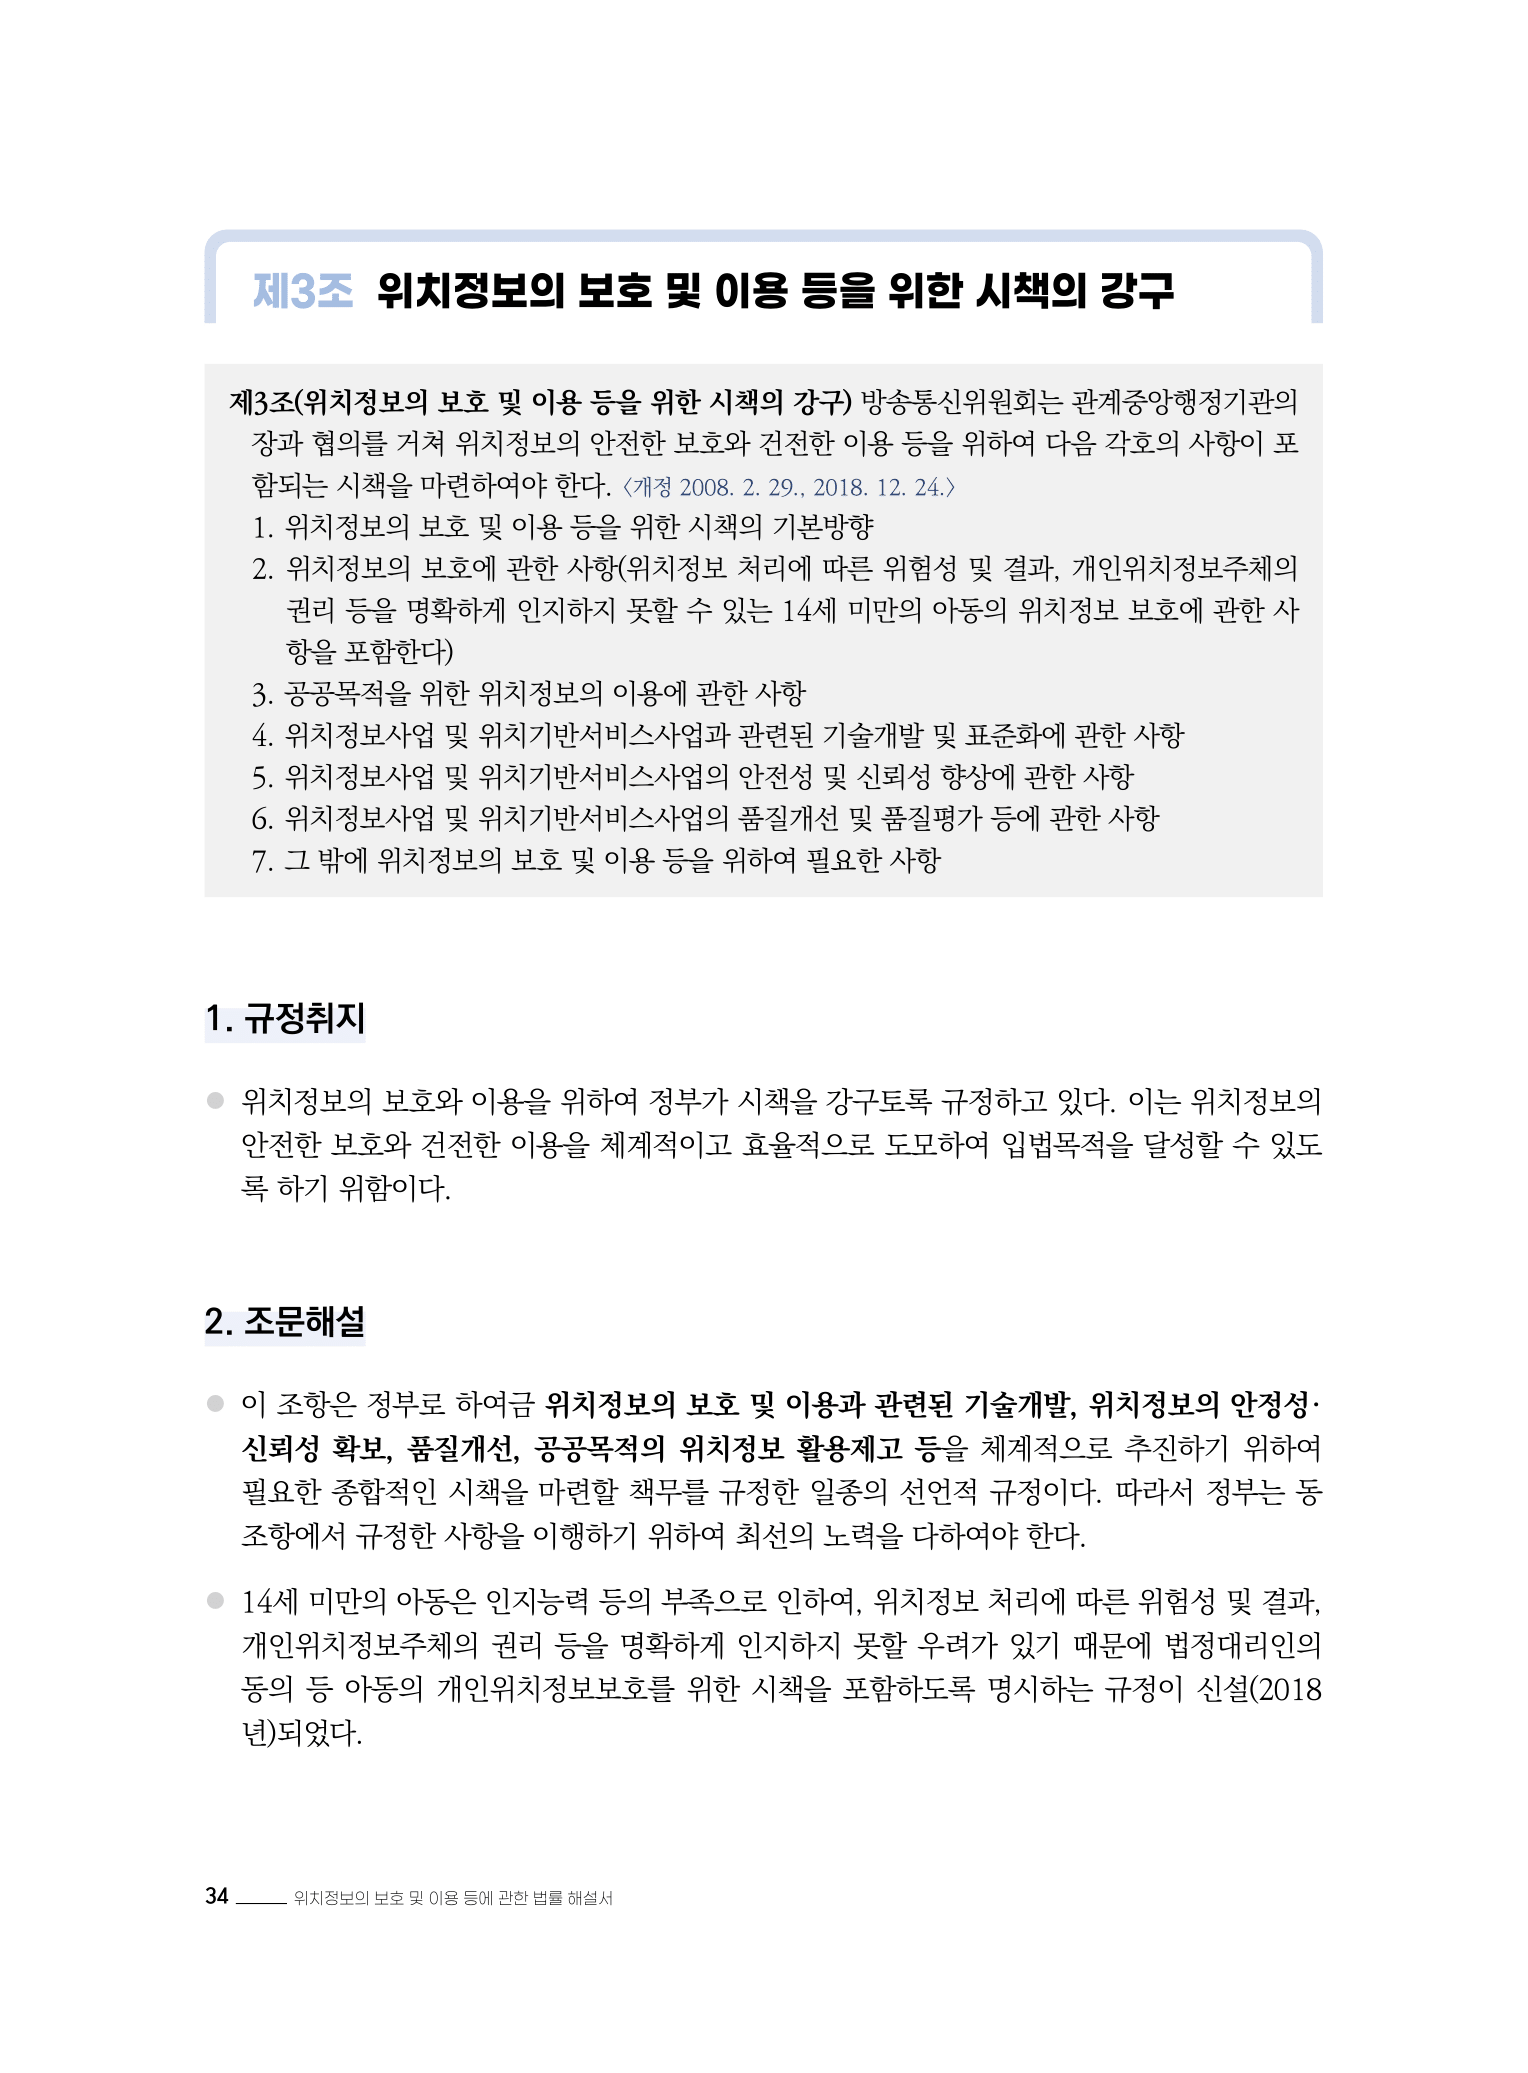 제3조 위치정보의 보호 및 이용 등을 위한 시책의 강구
제3조(위치정보의 보호 및 이용 등을 위한 시책의 강구) 방송통신위원회는 관계중앙행정기관의
장과 협의를 거쳐 위치정보의 안전한 보호와 건전한 이용 등을 위하여 다음 각호의 사항이 포
함되는 시책을 마련하여야 한다. 〈개정 2008. 2. 29., 2018. 12. 24.〉
1. 위치정보의 보호 및 이용 등을 위한 시책의 기본방향
2. 위치정보의 보호에 관한 사항(위치정보 처리에 따른 위험성 및 결과, 개인위치정보주체의
권리 등을 명확하게 인지하지 못할 수 있는 14세 미만의 아동의 위치정보 보호에 관한 사
항을 포함한다)
3. 공공목적을 위한 위치정보의 이용에 관한 사항
4. 위치정보사업 및 위치기반서비스사업과 관련된 기술개발 및 표준화에 관한 사항
5. 위치정보사업 및 위치기반서비스사업의 안전성 및 신뢰성 향상에 관한 사항
6. 위치정보사업 및 위치기반서비스사업의 품질개선 및 품질평가 등에 관한 사항
7. 그 밖에 위치정보의 보호 및 이용 등을 위하여 필요한 사항
1. 규정취지
● 위치정보의 보호와 이용을 위하여 정부가 시책을 강구토록 규정하고 있다. 이는 위치정보의
안전한 보호와 건전한 이용을 체계적이고 효율적으로 도모하여 입법목적을 달성할 수 있도
록 하기 위함이다.
2. 조문해설
● 이 조항은 정부로 하여금 위치정보의 보호 및 이용과 관련된 기술개발, 위치정보의 안정성·
신뢰성 확보, 품질개선, 공공목적의 위치정보 활용제고 등을 체계적으로 추진하기 위하여
필요한 종합적인 시책을 마련할 책무를 규정한 일종의 선언적 규정이다. 따라서 정부는 동
조항에서 규정한 사항을 이행하기 위하여 최선의 노력을 다하여야 한다.
● 14세 미만의 아동은 인지능력 등의 부족으로 인하여, 위치정보 처리에 따른 위험성 및 결과,
개인위치정보주체의 권리 등을 명확하게 인지하지 못할 우려가 있기 때문에 법정대리인의
동의 등 아동의 개인위치정보보호를 위한 시책을 포함하도록 명시하는 규정이 신설(2018
년)되었다.
34 위치정보의 보호 및 이용 등에 관한 법률 해설서